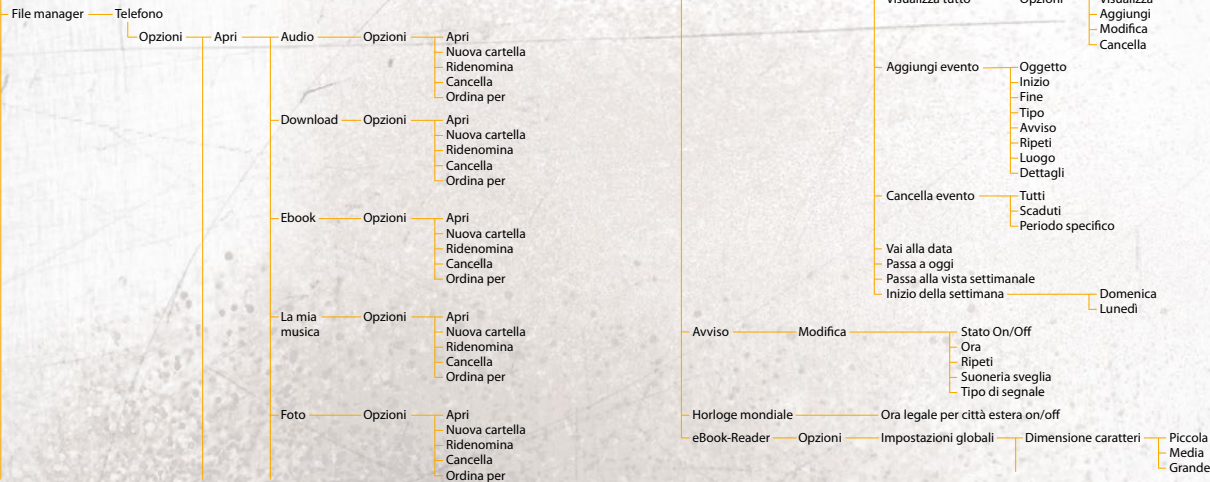 File manager
Telefono
Opzioni
Apri
Audio
Opzioni
Apri
Nuova cartella
Ridenomina
Cancella
Ordina per
Download
Opzioni
Apri
Nuova cartella
Ridenomina
Cancella
Ordina per
Ebook
Opzioni
Apri
Nuova cartella
Ridenomina
Cancella
Ordina per
La mia
musica
Opzioni
Apri
Nuova cartella
Ridenomina
Cancella
Ordina per
Foto
Opzioni
Apri
Nuova cartella
Ridenomina
Cancella
Ordina per
Visualizza tutto
Opzioni
Visualizza
Aggiungi
Modifica
Cancella
Aggiungi evento
Oggetto
Inizio
Fine
Tipo
Avviso
Ripeti
Luogo
Dettagli
Cancella evento
Tutti
Scaduti
Periodo specifico
Vai alla data
Passa a oggi
Passa alla vista settimanale
Inizio della settimana
Domenica
Lunedì
Avviso
Modifica
Stato On/Off
Ora
Ripeti
Suoneria sveglia
Tipo di segnale
Horloge mondiale
Ora legale per città estera on/off
eBook-Reader
Opzioni
Impostazioni globali
Dimensione caratteri
Piccola
Media
Grande